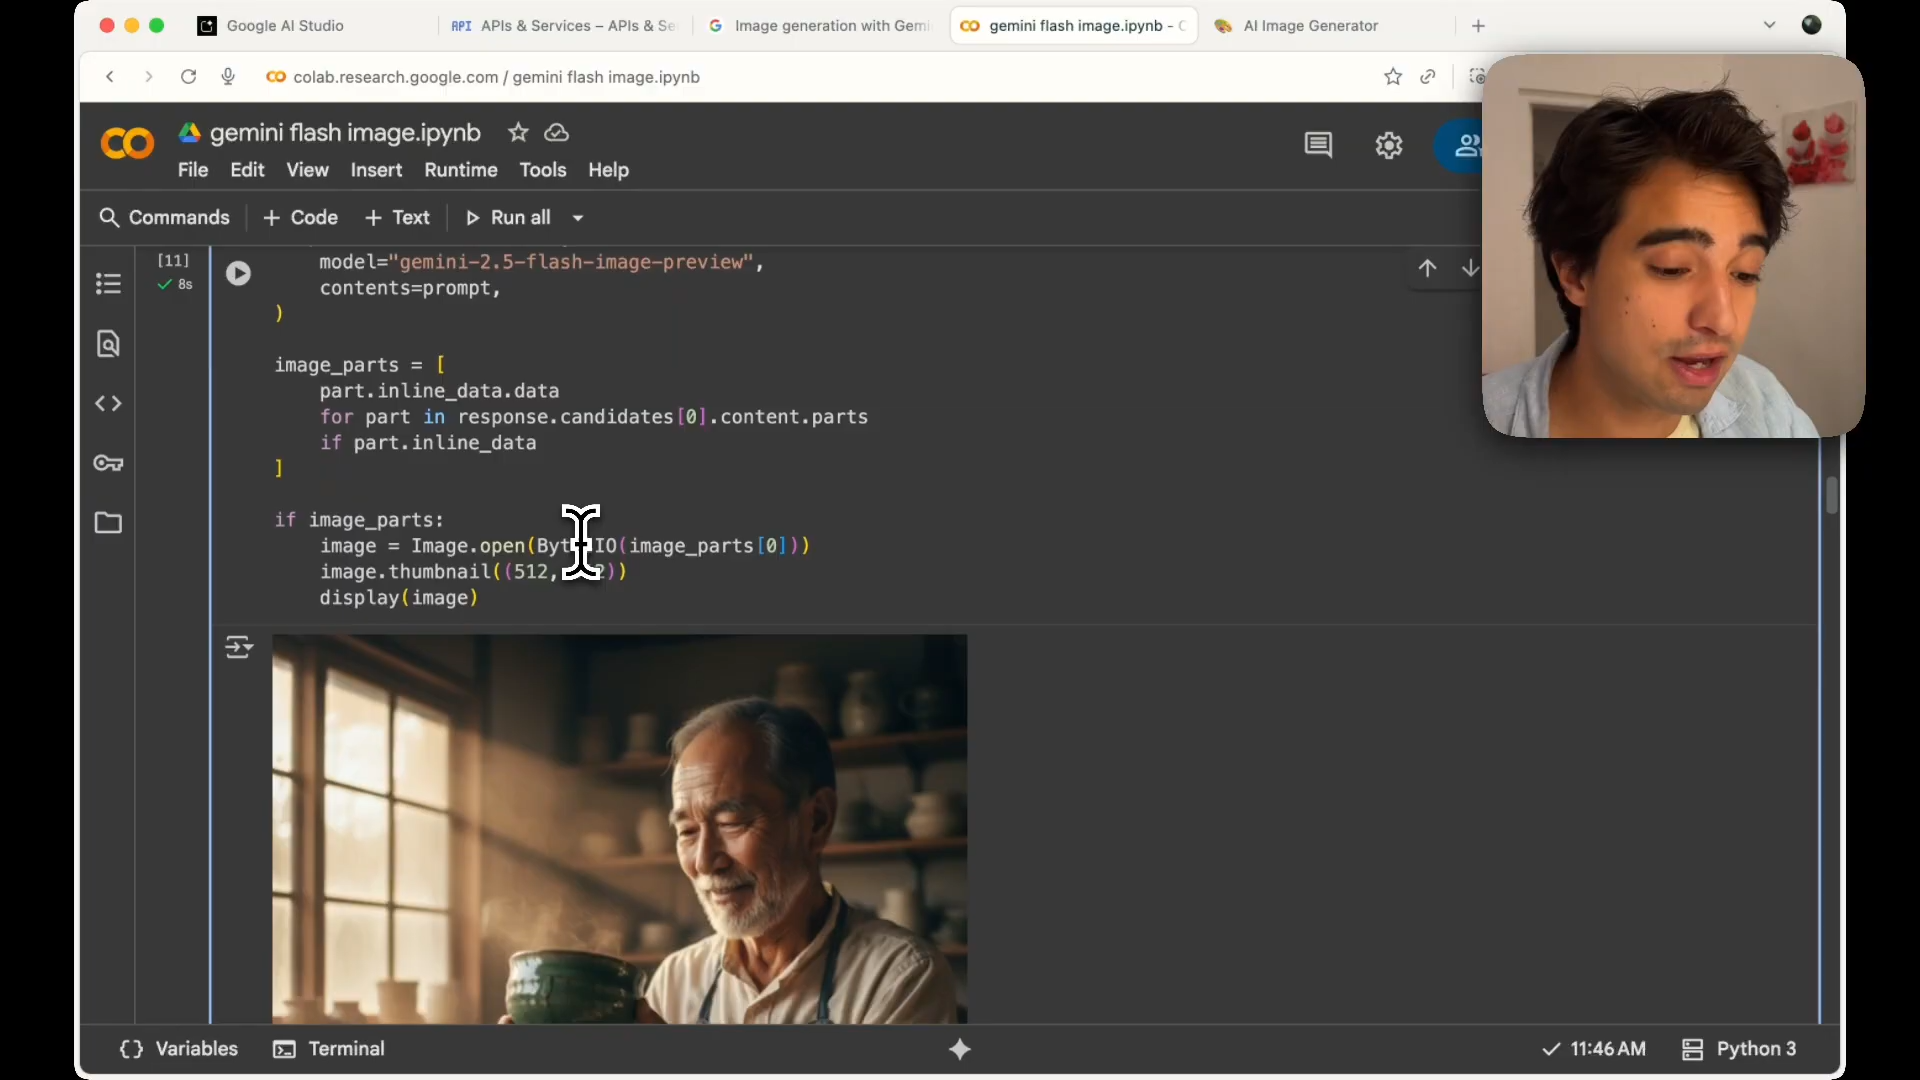 Google AI Studio
API APIs & Services – APIs & Se
Image generation with Gemi
gemini flash image.ipynb - C
AI Image Generator
colab.research.google.com / gemini flash image.ipynb
gemini flash image.ipynb
File Edit View Insert Runtime Tools Help
Commands + Code + Text Run all
[11]
8s
model="gemini-2.5-flash-image-preview",
contents=prompt,
)
image_parts = [
part.inline_data.data
for part in response.candidates[0].content.parts
if part.inline_data
]
if image_parts:
image = Image.open( (image_parts[0]))
image.thumbnail((512, ))
display(image)
Variables
Terminal
11:46 AM
Python 3